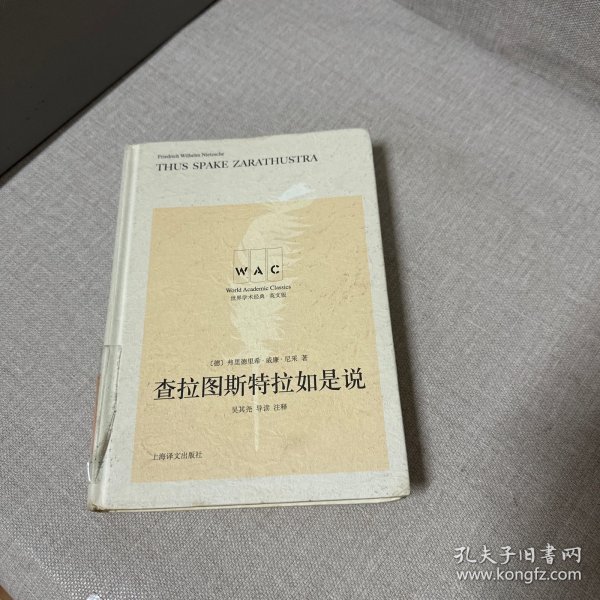 Friedrich Wilhelm Nietzsche
THUS SPAKE ZARATHUSTRA
WAC
World Academic Classics
世界学术经典·英文版
〔德〕弗里德里希·威廉·尼采 著
查拉图斯特拉如是说
吴其尧 导读 注释
上海译文出版社
孔夫子旧书网
www.kongfz.com